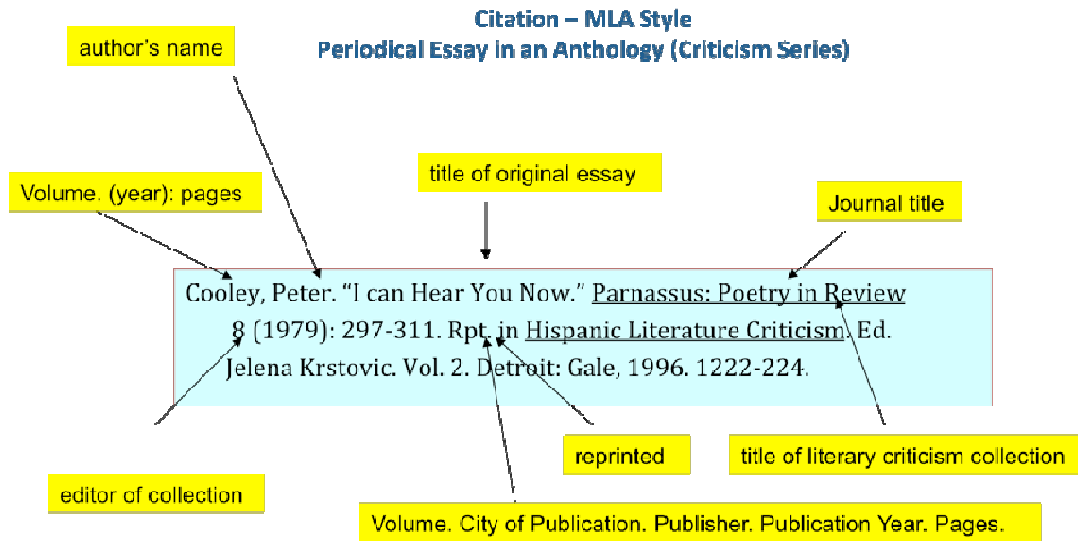 Citation – MLA Style
Periodical Essay in an Anthology (Criticism Series)
author's name
title of original essay
Volume. (year): pages
Journal title
Cooley, Peter. “I can Hear You Now.” Parnassus: Poetry in Review
8 (1979): 297-311. Rpt. in Hispanic Literature Criticism. Ed.
Jelena Krstovic. Vol. 2. Detroit: Gale, 1996. 1222-224.
reprinted
title of literary criticism collection
editor of collection
Volume. City of Publication. Publisher. Publication Year. Pages.